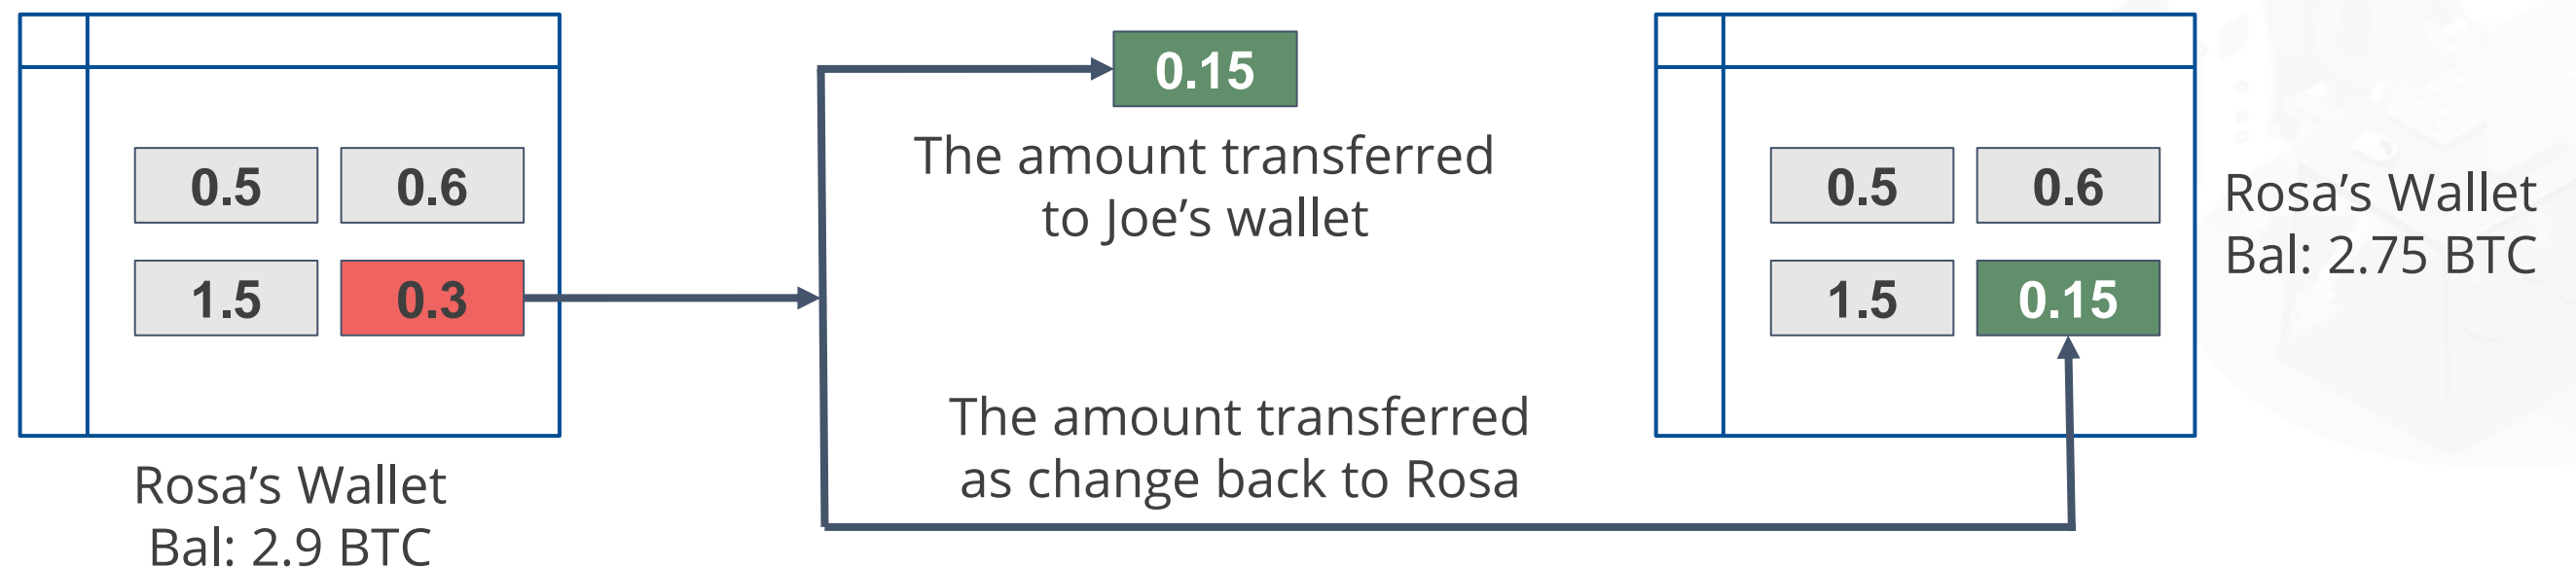 0.5 0.6
1.5 0.3
Rosa’s Wallet
Bal: 2.9 BTC
0.15
The amount transferred
to Joe’s wallet
The amount transferred
as change back to Rosa
0.5 0.6
1.5 0.15
Rosa’s Wallet
Bal: 2.75 BTC